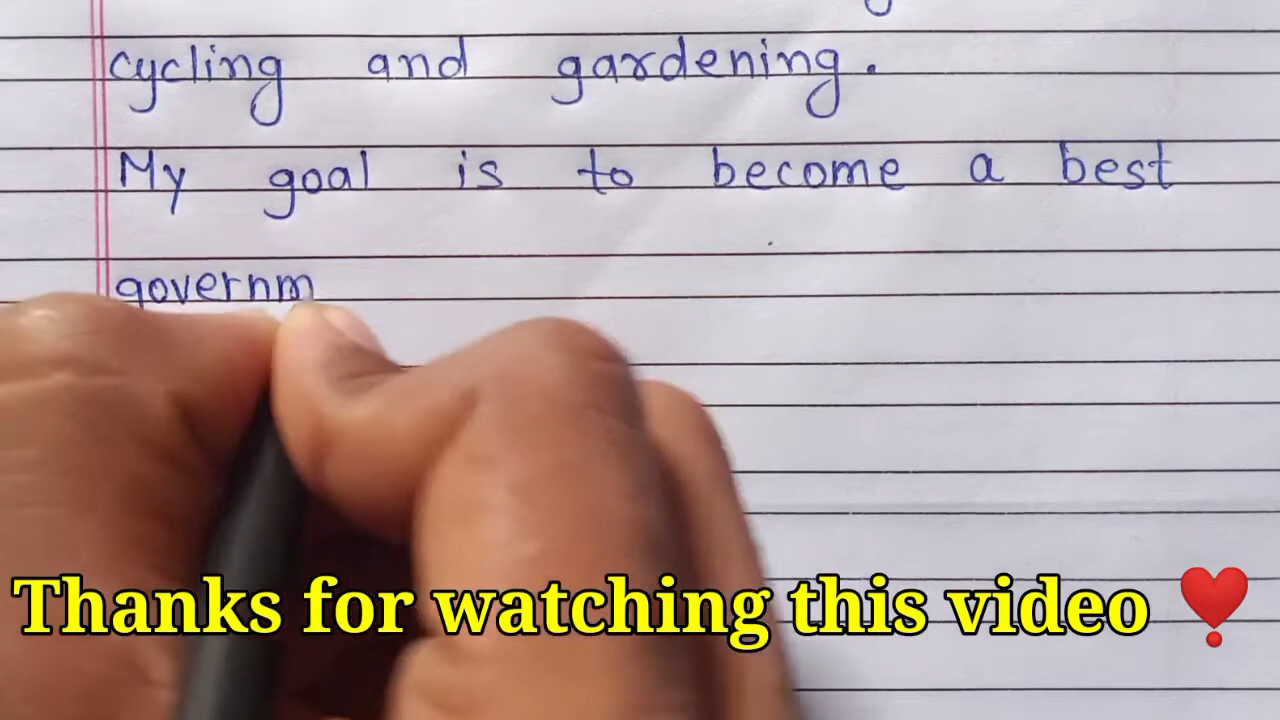 cycling and gardening.
My goal is to become a best
governm
Thanks for watching this video ❣